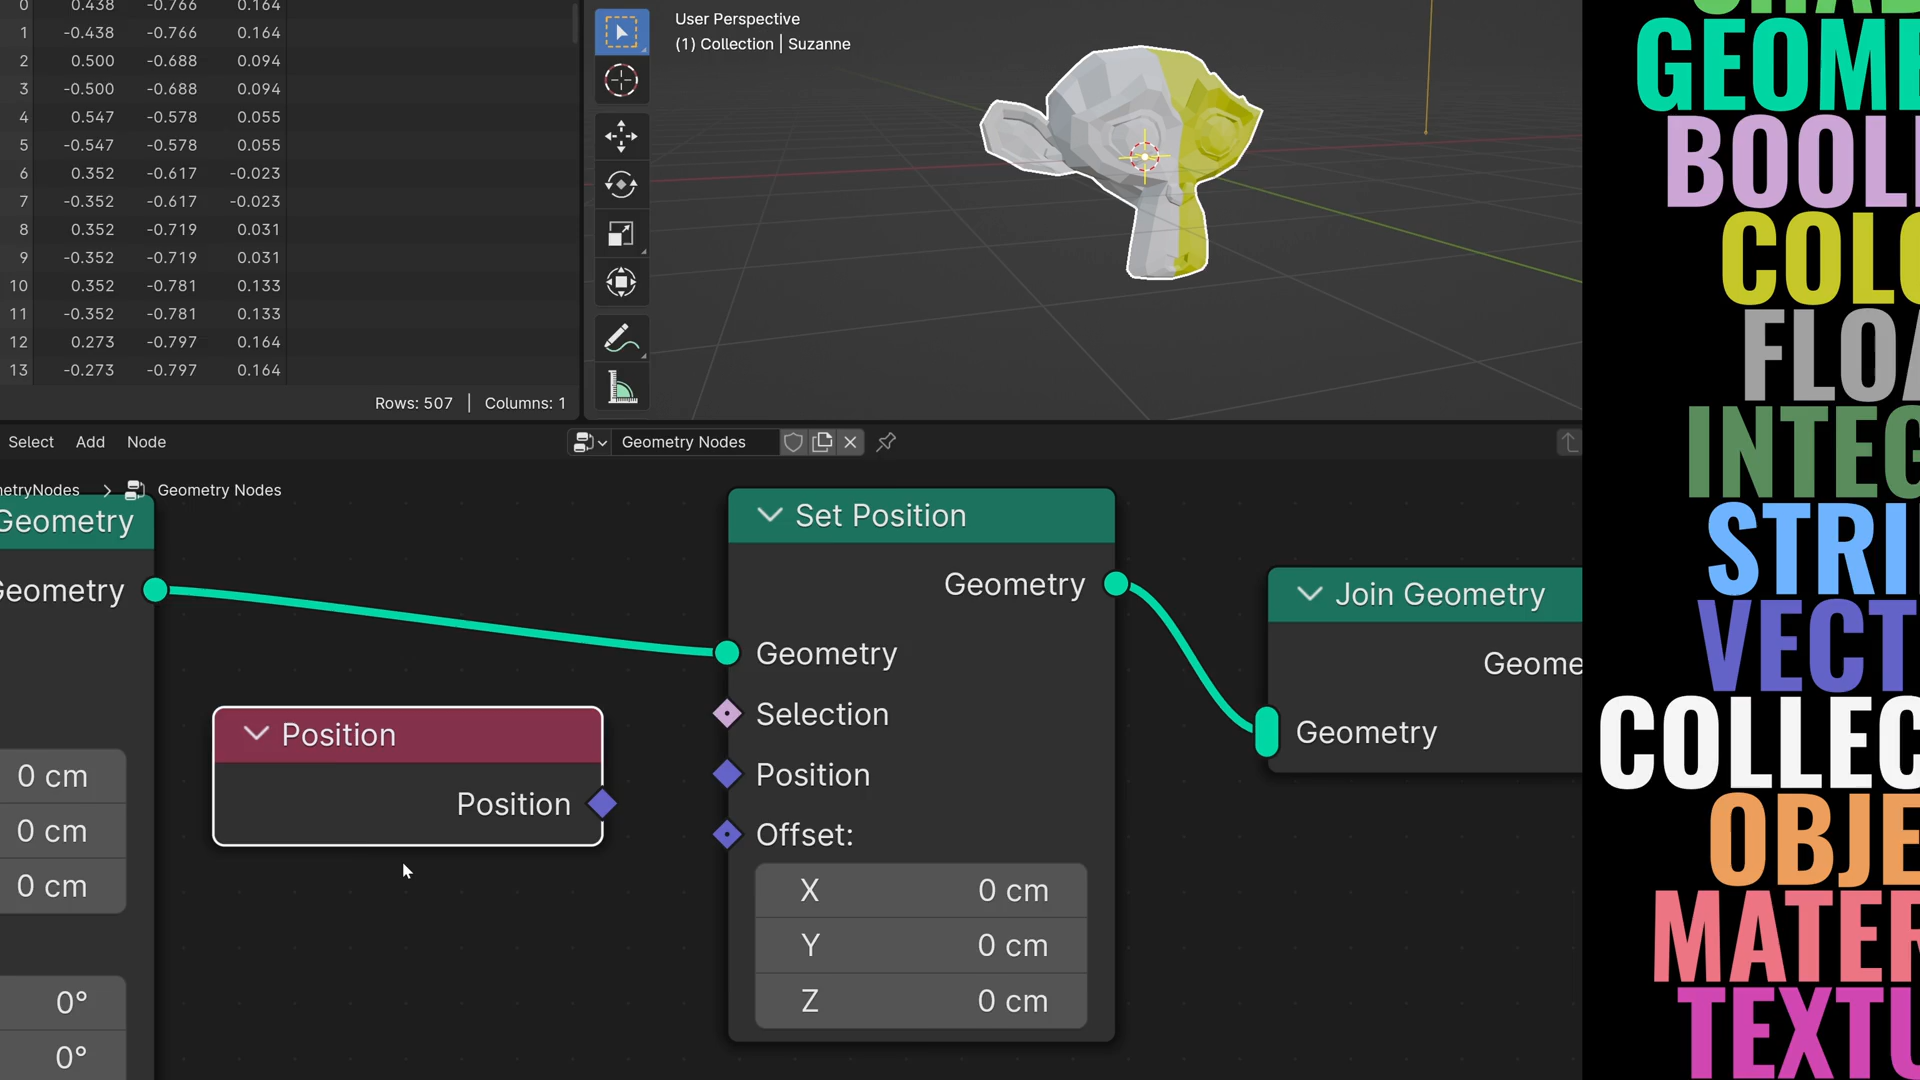 0 0.438 -0.766 0.164
1 -0.438 -0.766 0.164
2 0.500 -0.688 0.094
3 -0.500 -0.688 0.094
4 0.547 -0.578 0.055
5 -0.547 -0.578 0.055
6 0.352 -0.617 -0.023
7 -0.352 -0.617 -0.023
8 0.352 -0.719 0.031
9 -0.352 -0.719 0.031
10 0.352 -0.781 0.133
11 -0.352 -0.781 0.133
12 0.273 -0.797 0.164
13 -0.273 -0.797 0.164
Rows: 507 | Columns: 1
User Perspective
(1) Collection | Suzanne
Select Add Node
Geometry Nodes
etryNodes > Geometry Nodes
Geometry
Geometry
0 cm
0 cm
0 cm
0°
0°
Position
Position
Set Position
Geometry
Geometry
Selection
Position
Offset:
X 0 cm
Y 0 cm
Z 0 cm
Join Geometry
Geome
Geometry
GEOME
BOOL
COLO
FLOA
INTEG
STRI
VECT
COLLEC
OBJE
MATER
TEXTU